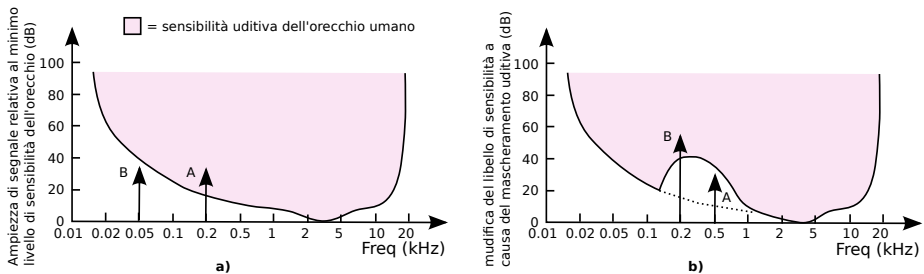 Ampiezza di segnale relativa al minimo
livello di sensibilità dell'orecchio (dB)
= sensibilità uditiva dell'orecchio umano
100
80
60
40
20
0
B
A
0.01 0.02 0.05 0.1 0.2 0.5 1 2 5 10 20
Freq (kHz)
a)
mudifica del libello di sensibilità a
causa del mascheramento uditiva (dB)
100
80
60
40
20
0
B
A
0.01 0.02 0.05 0.1 0.2 0.5 1 2 5 10 20
Freq (kHz)
b)